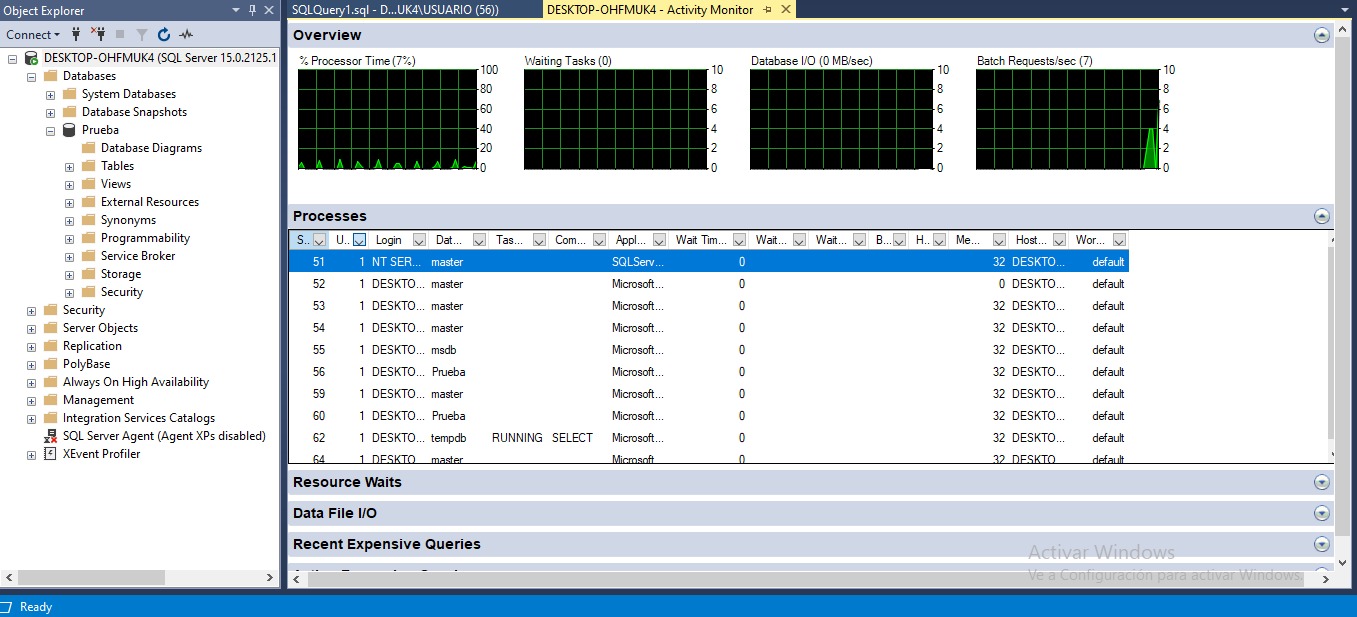 Object Explorer
Connect
DESKTOP-OHFMUK4 (SQL Server 15.0.2125.1
Databases
System Databases
Database Snapshots
Prueba
Database Diagrams
Tables
Views
External Resources
Synonyms
Programmability
Service Broker
Storage
Security
Security
Server Objects
Replication
PolyBase
Always On High Availability
Management
Integration Services Catalogs
SQL Server Agent (Agent XPs disabled)
XEvent Profiler
SQLQuery1.sql - D...UK4\USUARIO (56))
DESKTOP-OHFMUK4 - Activity Monitor
Overview
% Processor Time (7%)
100
80
60
40
20
0
Waiting Tasks (0)
10
8
6
4
2
0
Database I/O (0 MB/sec)
10
8
6
4
2
0
Batch Requests/sec (7)
10
8
6
4
2
0
Processes
S.. U.. Login Dat... Tas... Com... Appl... Wait Tim... Wait... Wait... B... H.. Me... Host... Wor...
51 1 NT SER... master SQLServ... 0 32 DESKTO... default
52 1 DESKTO... master Microsoft... 0 0 DESKTO... default
53 1 DESKTO... master Microsoft... 0 32 DESKTO... default
54 1 DESKTO... master Microsoft... 0 32 DESKTO... default
55 1 DESKTO... msdb Microsoft... 0 32 DESKTO... default
56 1 DESKTO... Prueba Microsoft... 0 32 DESKTO... default
59 1 DESKTO... master Microsoft... 0 32 DESKTO... default
60 1 DESKTO... Prueba Microsoft... 0 32 DESKTO... default
62 1 DESKTO... tempdb RUNNING SELECT Microsoft... 0 32 DESKTO... default
64 1 DESKTO master Microsoft 0 32 DESKTO default
Resource Waits
Data File I/O
Recent Expensive Queries
Activar Windows
Ve a Configuración para activar Windows.
Ready